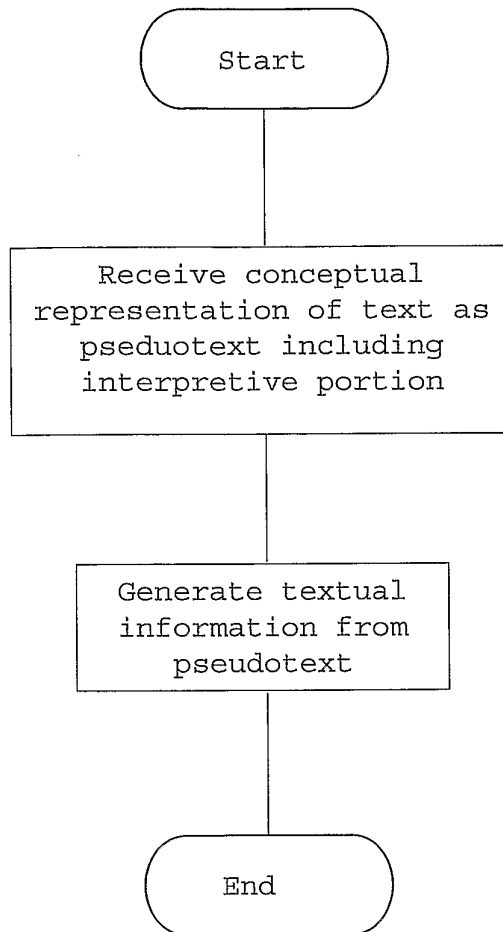 Start
Receive conceptual
representation of text as
pseduotext including
interpretive portion
Generate textual
information from
pseudotext
End